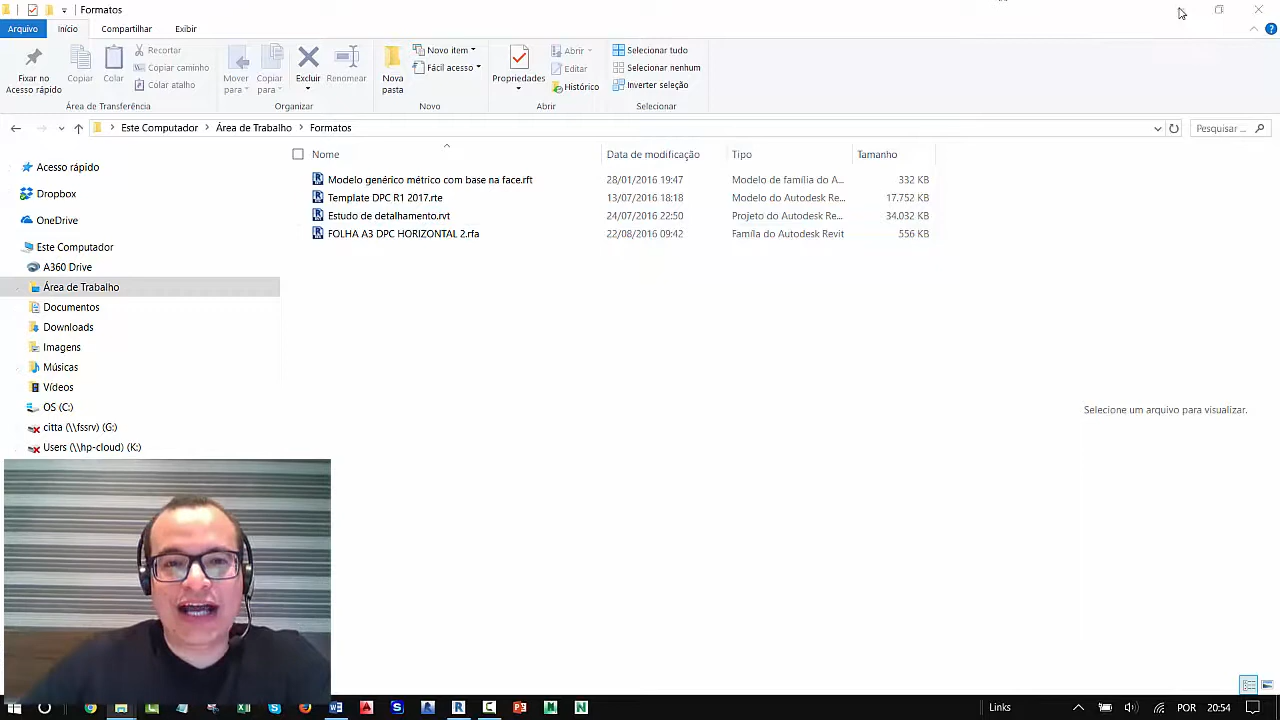 Formatos
Arquivo Início Compartilhar Exibir
Fixar no Acesso rápido
Copiar
Colar
Recortar
Copiar caminho
Colar atalho
Área de Transferência
Mover para
Copiar para
Excluir
Renomear
Organizar
Nova pasta
Novo item
Fácil acesso
Novo
Propriedades
Abrir
Editar
Histórico
Abrir
Selecionar tudo
Selecionar nenhum
Inverter seleção
Selecionar
Este Computador > Área de Trabalho > Formatos
Pesquisar ...
Nome Data de modificação Tipo Tamanho
Modelo genérico métrico com base na face.rft 28/01/2016 19:47 Modelo de família do A... 332 KB
Template DPC R1 2017.rte 13/07/2016 18:18 Modelo do Autodesk Re... 17.752 KB
Estudo de detalhamento.rvt 24/07/2016 22:50 Projeto do Autodesk Re... 34.032 KB
FOLHA A3 DPC HORIZONTAL 2.rfa 22/08/2016 09:42 Famíla do Autodesk Revit 556 KB
Acesso rápido
Dropbox
OneDrive
Este Computador
A360 Drive
Área de Trabalho
Documentos
Downloads
Imagens
Músicas
Vídeos
OS (C:)
citta (\\fssrv) (G:)
Users (\\hp-cloud) (K:)
Selecione um arquivo para visualizar.
Links POR 20:54